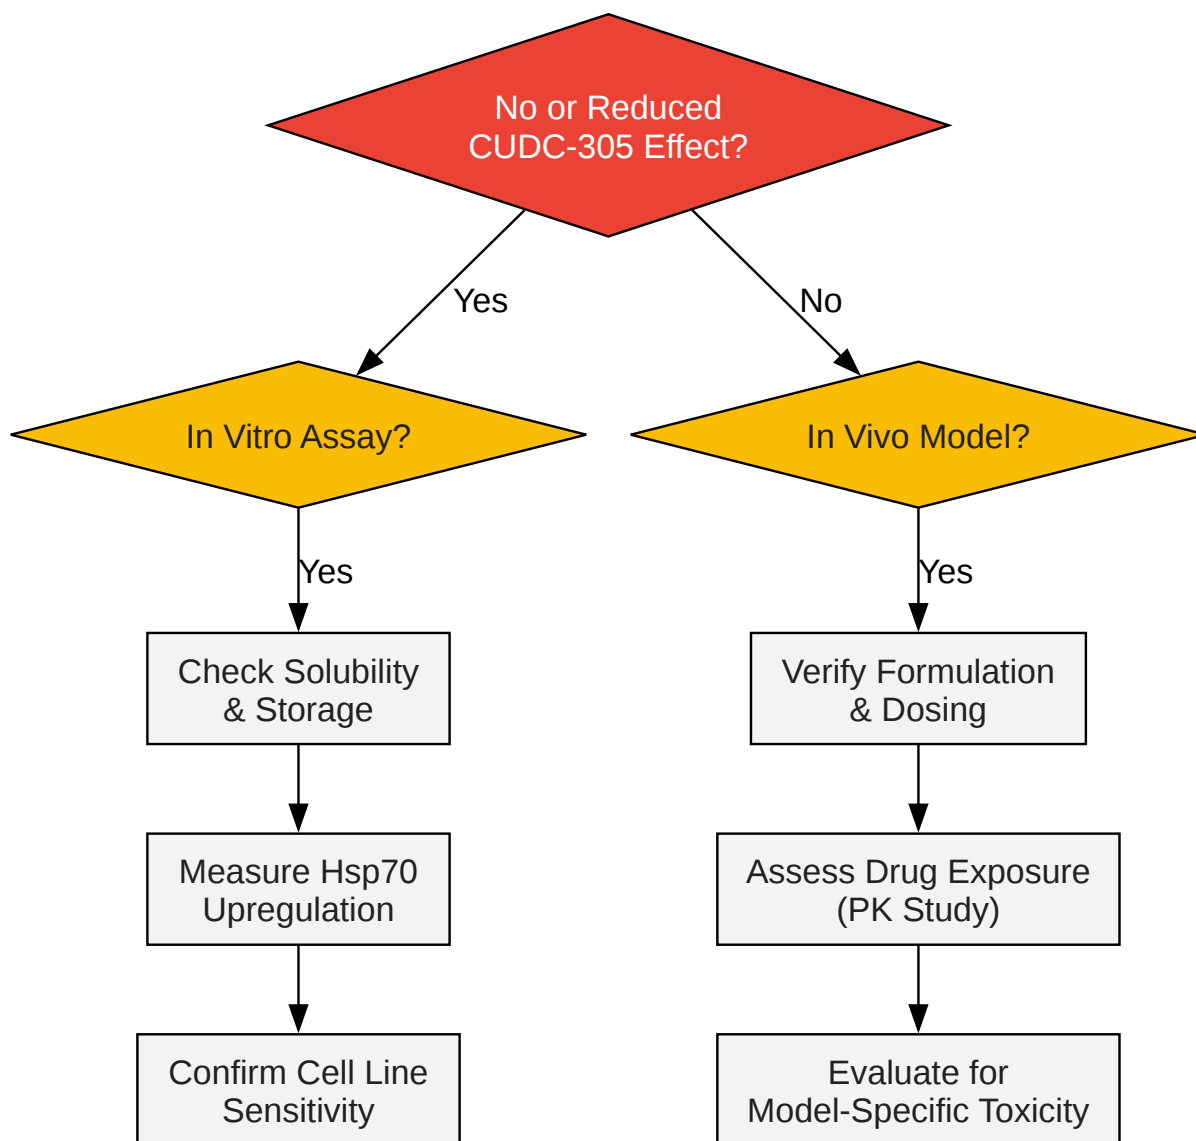 No or Reduced
CUDC-305 Effect?
Yes
No
In Vitro Assay?
In Vivo Model?
Yes
Yes
Check Solubility
& Storage
Verify Formulation
& Dosing
Measure Hsp70
Upregulation
Assess Drug Exposure
(PK Study)
Confirm Cell Line
Sensitivity
Evaluate for
Model-Specific Toxicity